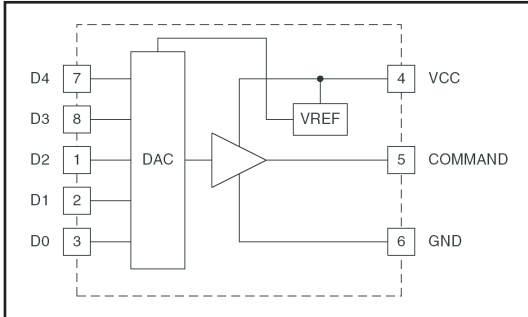 D4 7 4 VCC
VREF
D3 8
D2 1 DAC 5 COMMAND
D1 2
D0 3 6 GND